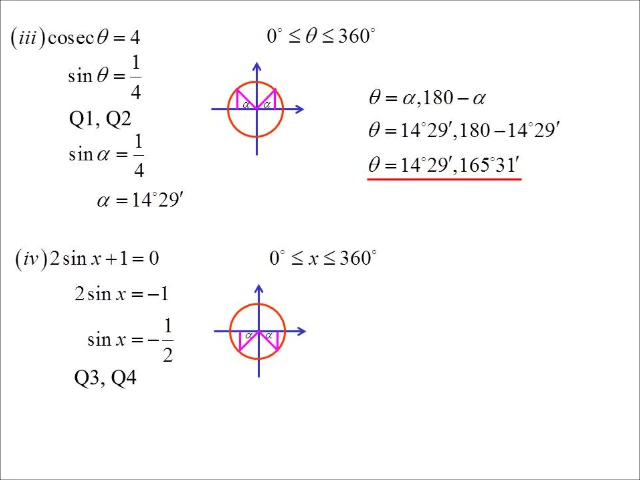 (iii) cosec θ = 4
0° ≤ θ ≤ 360°
sin θ = 1/4
Q1, Q2
sin α = 1/4
α = 14°29′
α α
θ = α, 180 − α
θ = 14°29′, 180 − 14°29′
θ = 14°29′, 165°31′
(iv) 2 sin x + 1 = 0
0° ≤ x ≤ 360°
2 sin x = −1
sin x = −1/2
Q3, Q4
α α